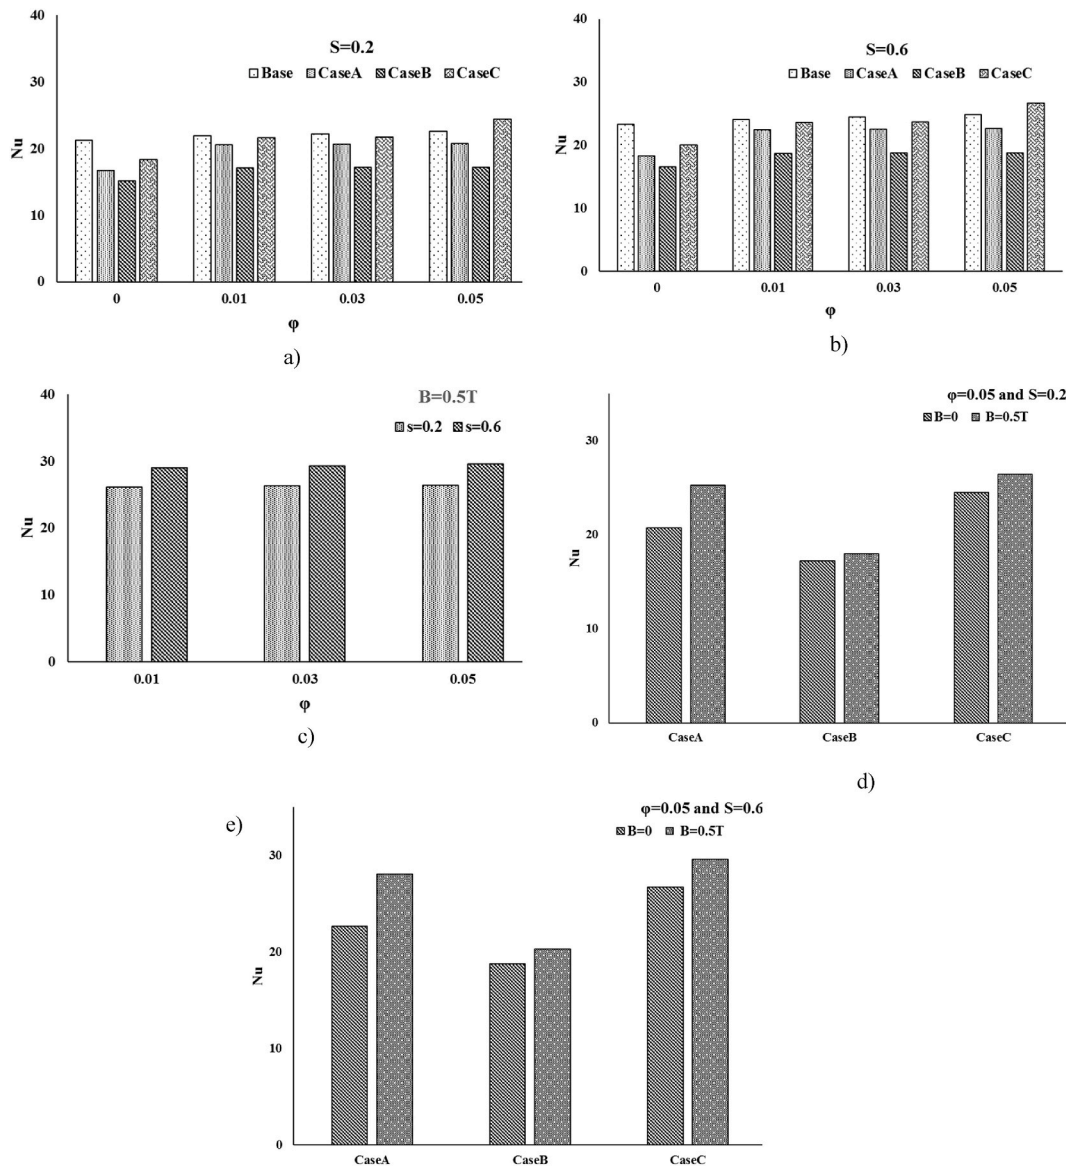 40
S=0.2
Base CaseA CaseB CaseC
30
Nu
20
10
0
0 0.01 0.03 0.05
φ
a)
40
S=0.6
Base CaseA CaseB CaseC
30
Nu
20
10
0
0 0.01 0.03 0.05
φ
b)
40
B=0.5T
s=0.2 s=0.6
30
Nu
20
10
0
0.01 0.03 0.05
φ
c)
φ=0.05 and S=0.2
B=0 B=0.5T
30
20
Nu
10
0
CaseA CaseB CaseC
d)
e)
φ=0.05 and S=0.6
B=0 B=0.5T
30
20
Nu
10
0
CaseA CaseB CaseC